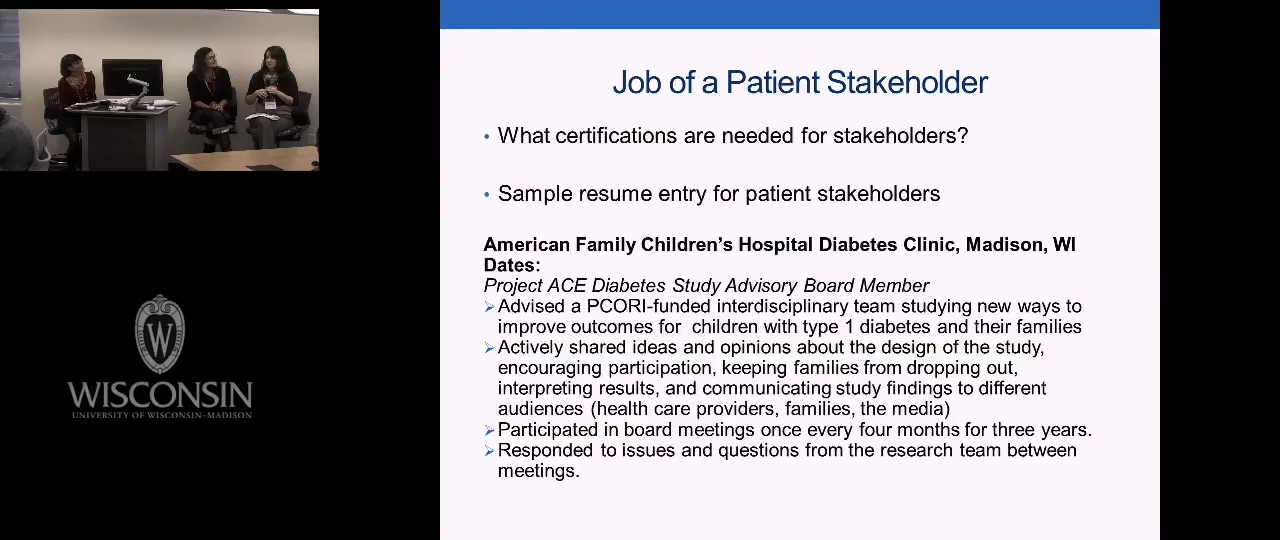 Job of a Patient Stakeholder
• What certifications are needed for stakeholders?
• Sample resume entry for patient stakeholders
American Family Children's Hospital Diabetes Clinic, Madison, WI
Dates:
Project ACE Diabetes Study Advisory Board Member
➢Advised a PCORI-funded interdisciplinary team studying new ways to
improve outcomes for  children with type 1 diabetes and their families
➢Actively shared ideas and opinions about the design of the study,
encouraging participation, keeping families from dropping out,
interpreting results, and communicating study findings to different
audiences (health care providers, families, the media)
➢Participated in board meetings once every four months for three years.
➢Responded to issues and questions from the research team between
meetings.
W
WISCONSIN
UNIVERSITY OF WISCONSIN–MADISON